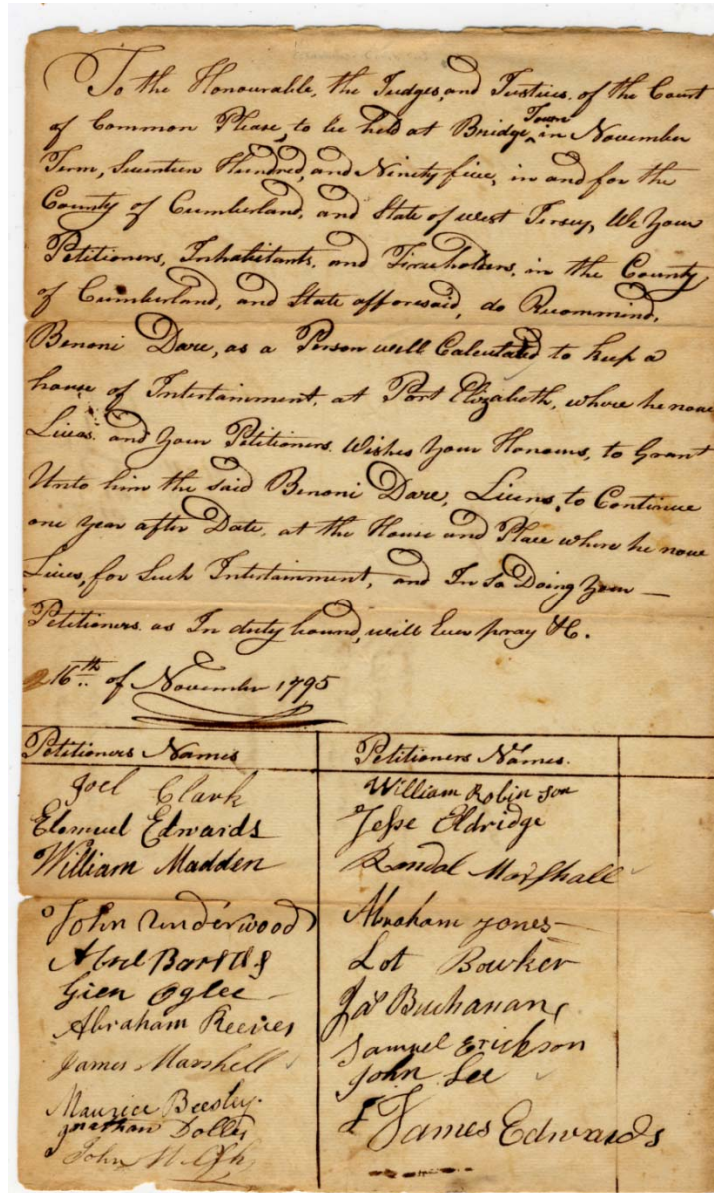 To the Honourable, the Judges, and Justices, of the Court
of Common Please, to be held at Bridge Town in November
Term, Seventeen Hundred, and Ninety five, in and for the
County of Cumberland, and State of west Jersey, We Your
Petitioners, Inhabitants, and Freeholders, in the County
of Cumberland, and State afforesaid, do Recommind,
Benoni Dare, as a Person well Calculated to keep a
house of Intertainment, at Port Elizabeth, where he now
Lives and Your Petitioners Wishes Your Honours, to Grant
Unto him the said Benoni Dare, Licens, to Continue
one year after Date, at the House and Place where he now
Lives, for Such Intertainment, and In So Doing Your —
Petitioners as In duty bound, will Ever pray &C.
16th of November 1795
Petitioners Names
Joel Clark
Edwards
William Madden
John Underwood
Abel
Oglee
Abraham Reeves
James Marshell
Maurice Beesley
Jonathan Dolles
John
Petitioners Names
William Robinson
Jesse Eldridge
Randal Marshall
Abraham Jones
Lot Bowker
Jas Buchanan
Samuel Erickson
John Lee
James Edwards